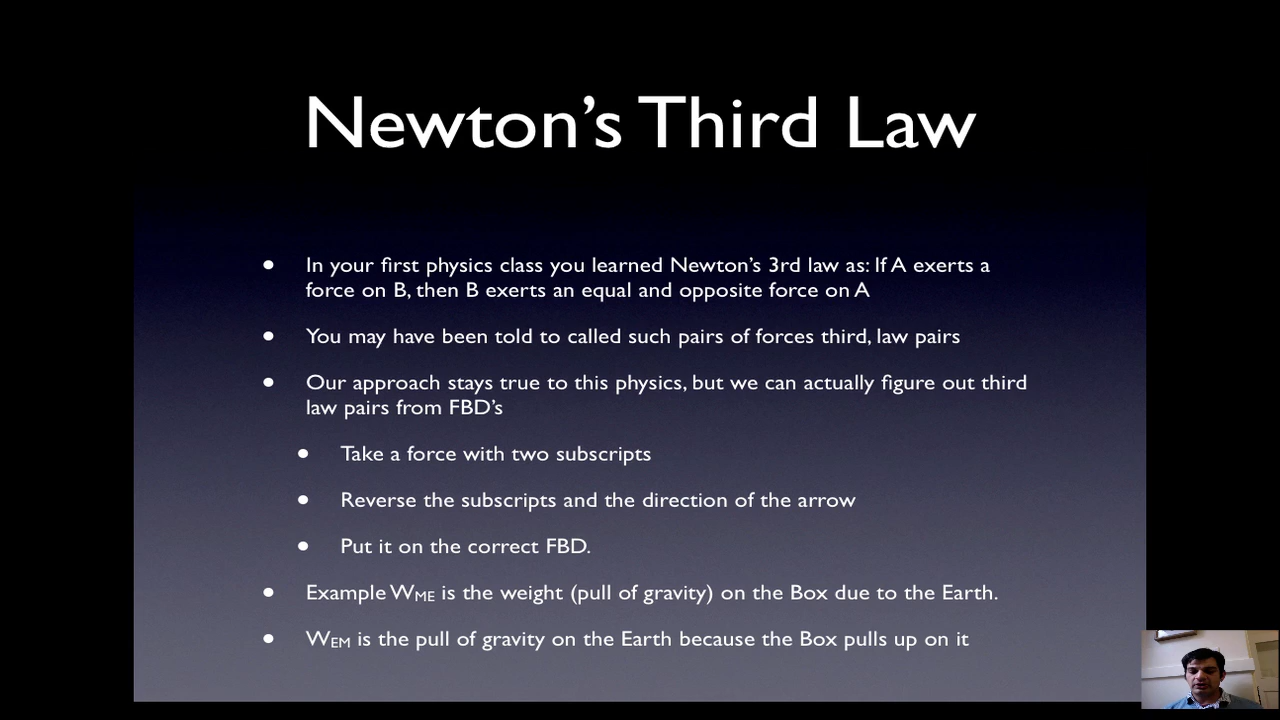 Newton’s Third Law
• In your first physics class you learned Newton’s 3rd law as: If A exerts a
force on B, then B exerts an equal and opposite force on A
• You may have been told to called such pairs of forces third, law pairs
• Our approach stays true to this physics, but we can actually figure out third
law pairs from FBD’s
• Take a force with two subscripts
• Reverse the subscripts and the direction of the arrow
• Put it on the correct FBD.
• Example WME is the weight (pull of gravity) on the Box due to the Earth.
• WEM is the pull of gravity on the Earth because the Box pulls up on it